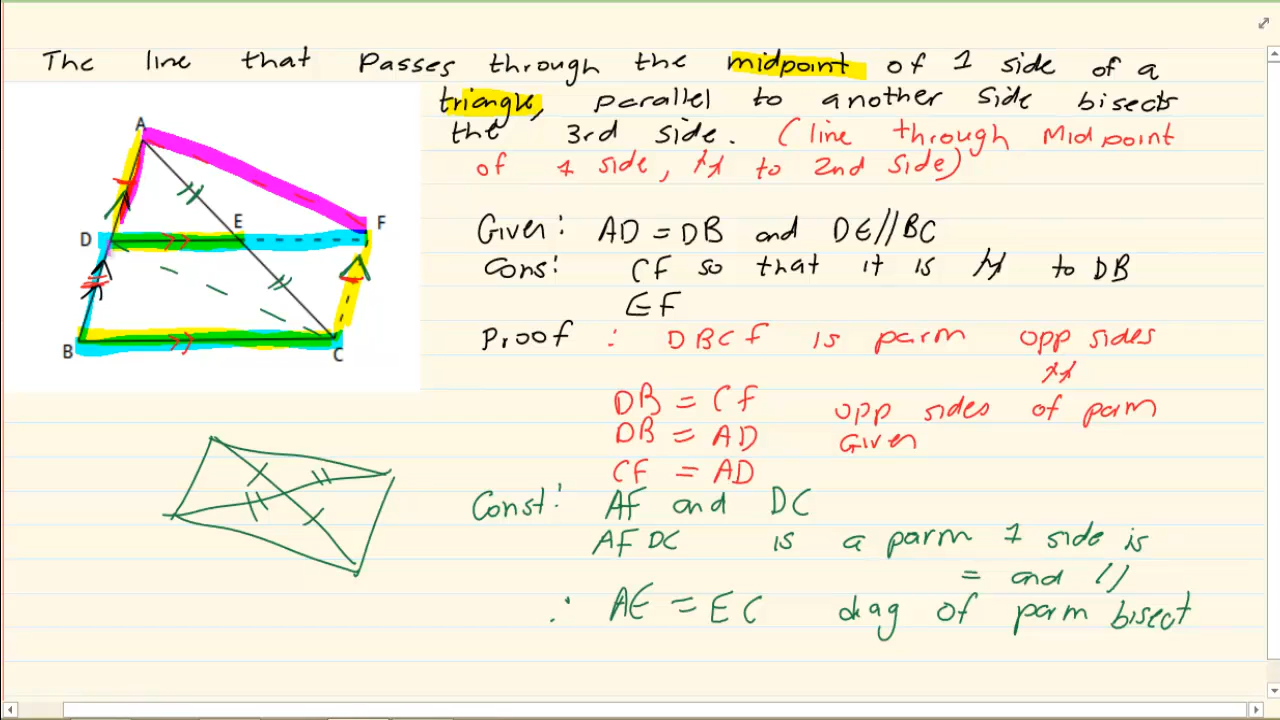 The line that passes through the midpoint of 1 side of a
triangle, parallel to another side bisects
the 3rd side. (line through Midpoint
of 1 side, // to 2nd side)
A
F
E
D
B
C
Given: AD = DB and DE//BC
Cons: CF so that it is // to DB
EF
Proof : DBCF is parm opp sides
//
DB = CF opp sides of parm
DB = AD Given
CF = AD
Const: AF and DC
AFDC is a parm 1 side is
= and //
∴ AE = EC diag of parm bisect